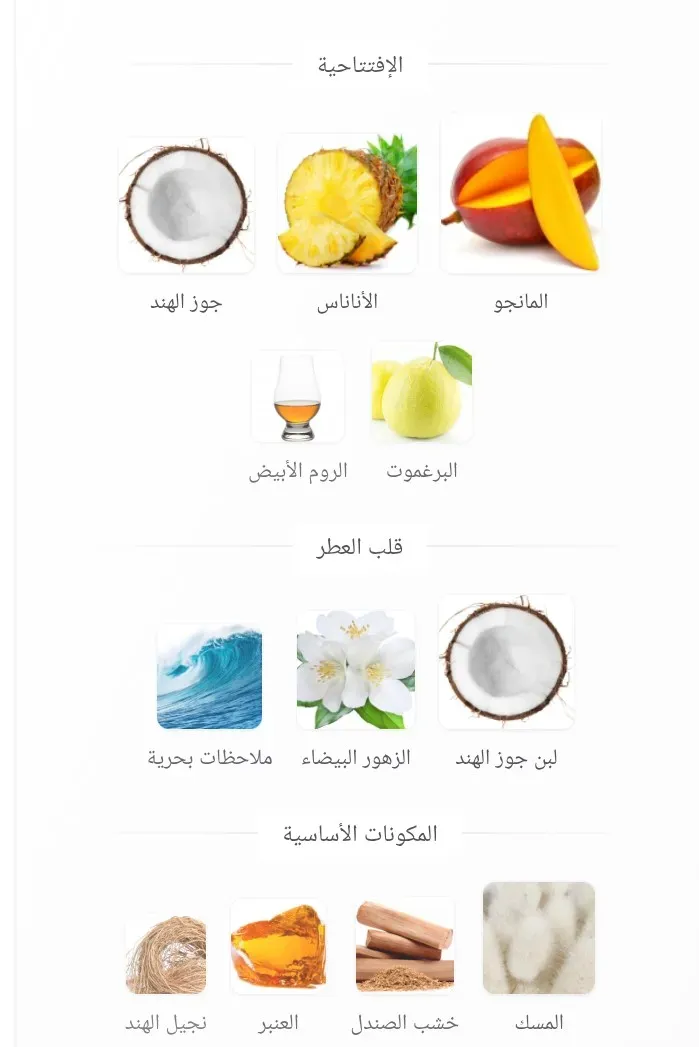 الإفتتاحية
المانجو الأناناس جوز الهند
البرغموت الروم الأبيض
قلب العطر
لبن جوز الهند الزهور البيضاء ملاحظات بحرية
المكونات الأساسية
المسك خشب الصندل العنبر نجيل الهند